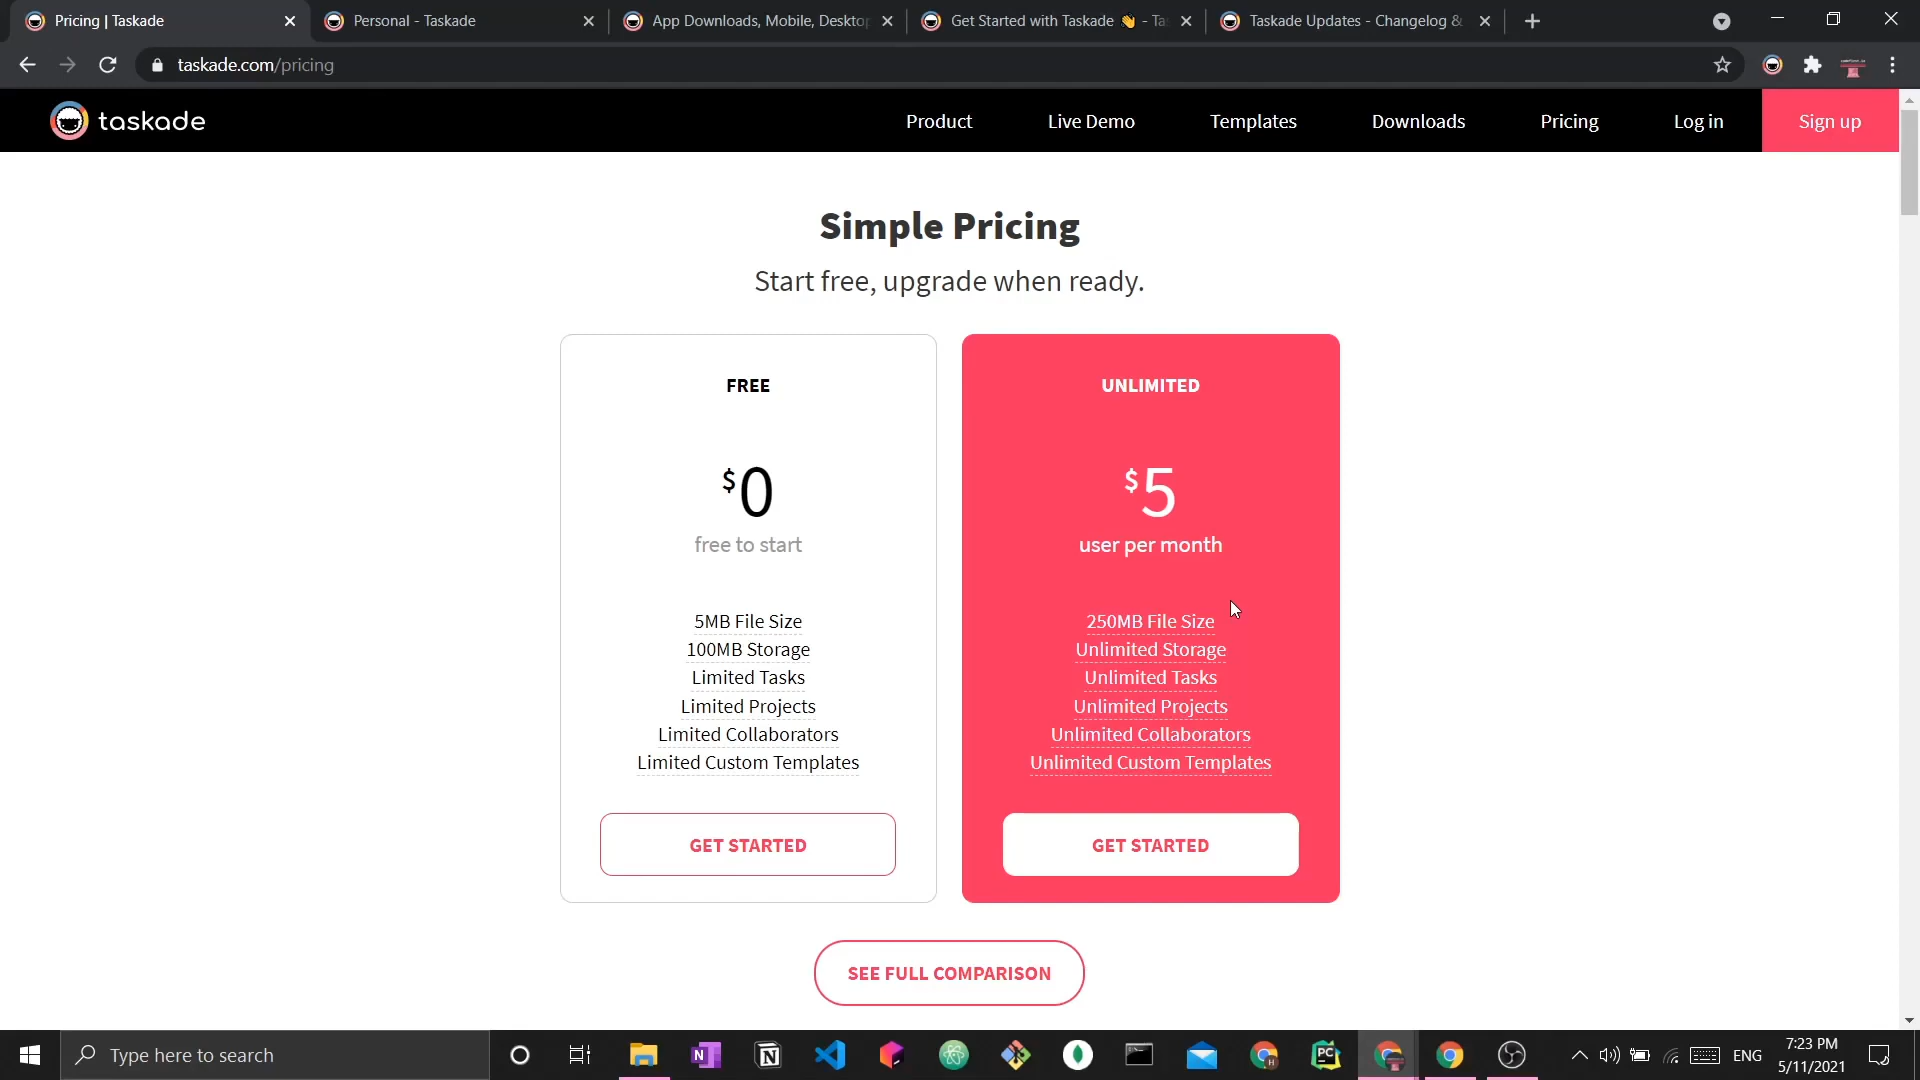 Pricing | Taskade
Personal - Taskade
App Downloads, Mobile, Desktop
Get Started with Taskade 👋 - Ta
Taskade Updates - Changelog &
taskade.com/pricing
taskade
Product
Live Demo
Templates
Downloads
Pricing
Log in
Sign up
Simple Pricing
Start free, upgrade when ready.
FREE
$0
free to start
5MB File Size
100MB Storage
Limited Tasks
Limited Projects
Limited Collaborators
Limited Custom Templates
GET STARTED
UNLIMITED
$5
user per month
250MB File Size
Unlimited Storage
Unlimited Tasks
Unlimited Projects
Unlimited Collaborators
Unlimited Custom Templates
GET STARTED
SEE FULL COMPARISON
Type here to search
ENG
7:23 PM
5/11/2021